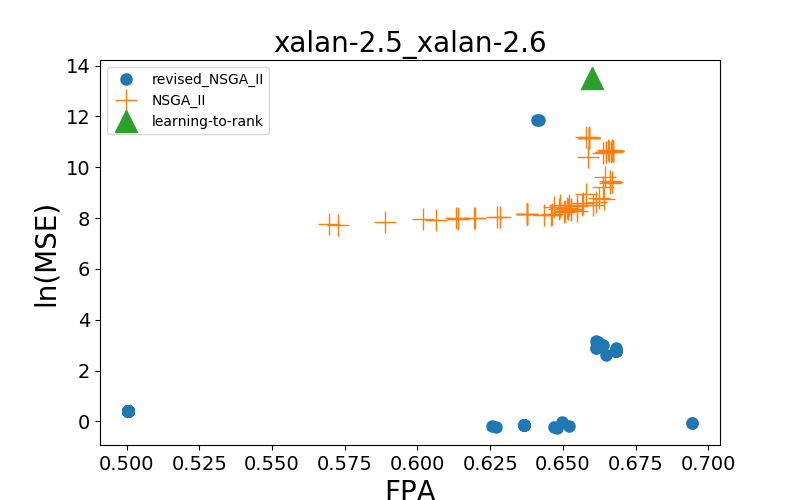 xalan-2.5_xalan-2.6
revised_NSGA_II
NSGA_II
learning-to-rank
14
12
10
8
6
4
2
0
ln(MSE)
0.500 0.525 0.550 0.575 0.600 0.625 0.650 0.675 0.700
FPA